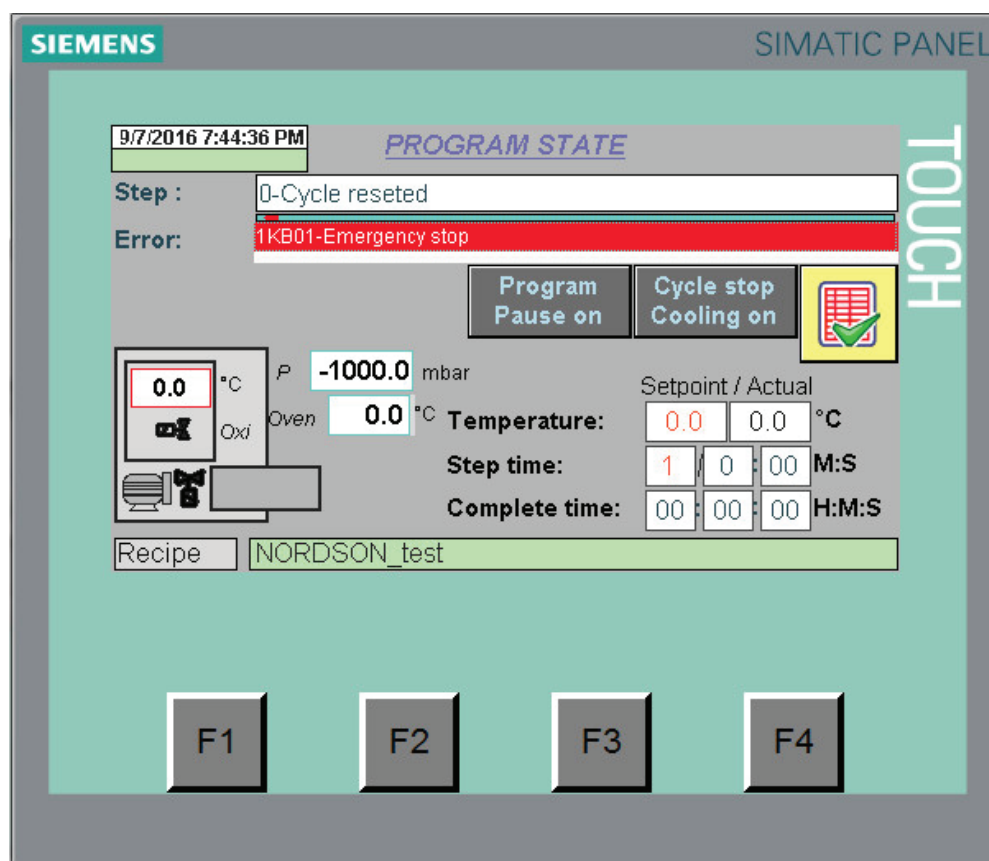 SIEMENS
SIMATIC PANEL
TOUCH
9/7/2016 7:44:36 PM
PROGRAM STATE
Step :
0-Cycle reseted
Error:
1KB01-Emergency stop
Program
Pause on
Cycle stop
Cooling on
0.0 °C
Oxi
P -1000.0 mbar
Oven 0.0 °C
Setpoint / Actual
Temperature: 0.0 0.0 °C
Step time: 1 / 0 : 00 M:S
Complete time: 00 : 00 : 00 H:M:S
Recipe NORDSON_test
F1 F2 F3 F4